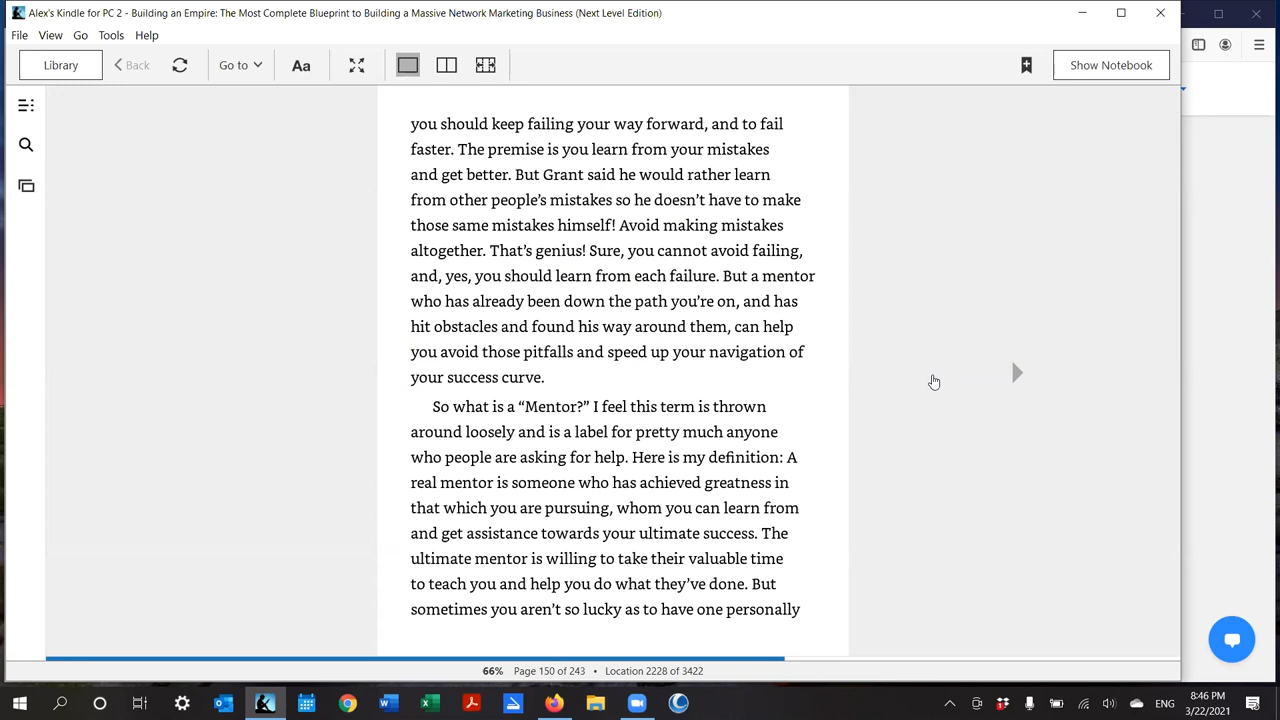 Alex's Kindle for PC 2 - Building an Empire: The Most Complete Blueprint to Building a Massive Network Marketing Business (Next Level Edition)
File View Go Tools Help
Library Back Go to Aa Show Notebook
you should keep failing your way forward, and to fail
faster. The premise is you learn from your mistakes
and get better. But Grant said he would rather learn
from other people's mistakes so he doesn't have to make
those same mistakes himself! Avoid making mistakes
altogether. That's genius! Sure, you cannot avoid failing,
and, yes, you should learn from each failure. But a mentor
who has already been down the path you're on, and has
hit obstacles and found his way around them, can help
you avoid those pitfalls and speed up your navigation of
your success curve.
So what is a “Mentor?” I feel this term is thrown
around loosely and is a label for pretty much anyone
who people are asking for help. Here is my definition: A
real mentor is someone who has achieved greatness in
that which you are pursuing, whom you can learn from
and get assistance towards your ultimate success. The
ultimate mentor is willing to take their valuable time
to teach you and help you do what they've done. But
sometimes you aren't so lucky as to have one personally
66% Page 150 of 243 • Location 2228 of 3422
ENG 8:46 PM
3/22/2021